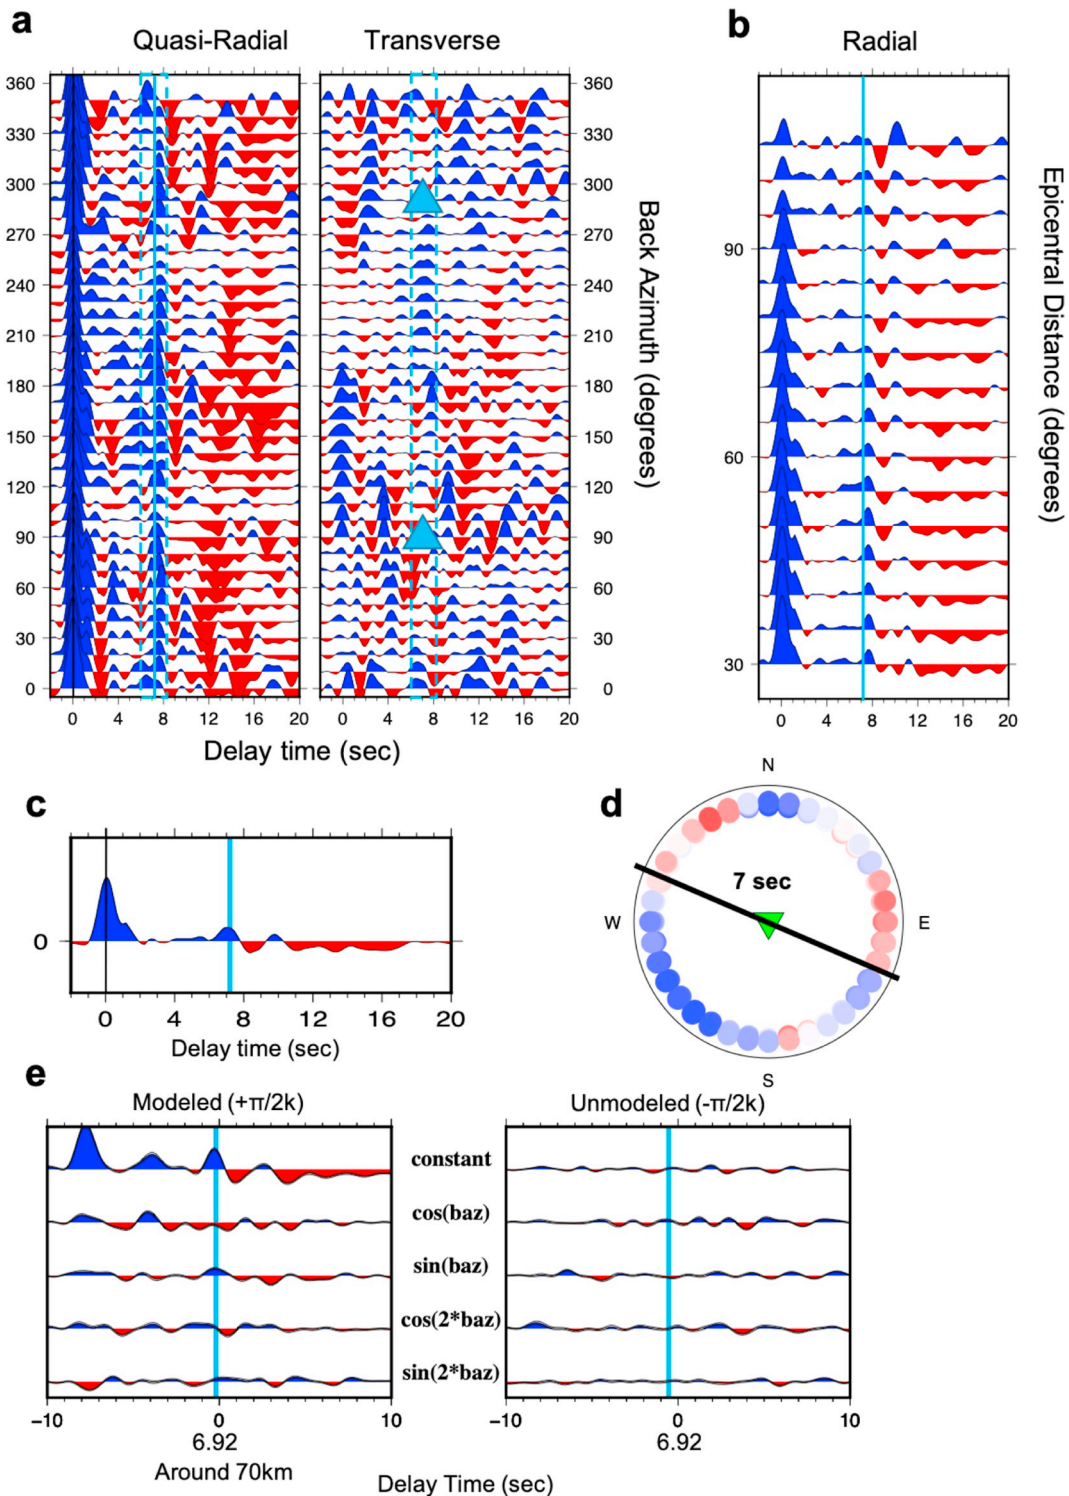 a
Quasi-Radial
Transverse
360
330
300
270
240
210
180
150
120
90
60
30
0
360
330
300
270
240
210
180
150
120
90
60
30
0
0 4 8 12 16 20
0 4 8 12 16 20
Delay time (sec)
Back Azimuth (degrees)
b
Radial
90
60
30
0 4 8 12 16 20
Epicentral Distance (degrees)
c
0
0 4 8 12 16 20
Delay time (sec)
d
N
W
E
S
7 sec
e
Modeled (+π/2k)
Unmodeled (-π/2k)
constant
cos(baz)
sin(baz)
cos(2*baz)
sin(2*baz)
−10 0 10
−10 0 10
6.92
6.92
Around 70km
Delay Time (sec)